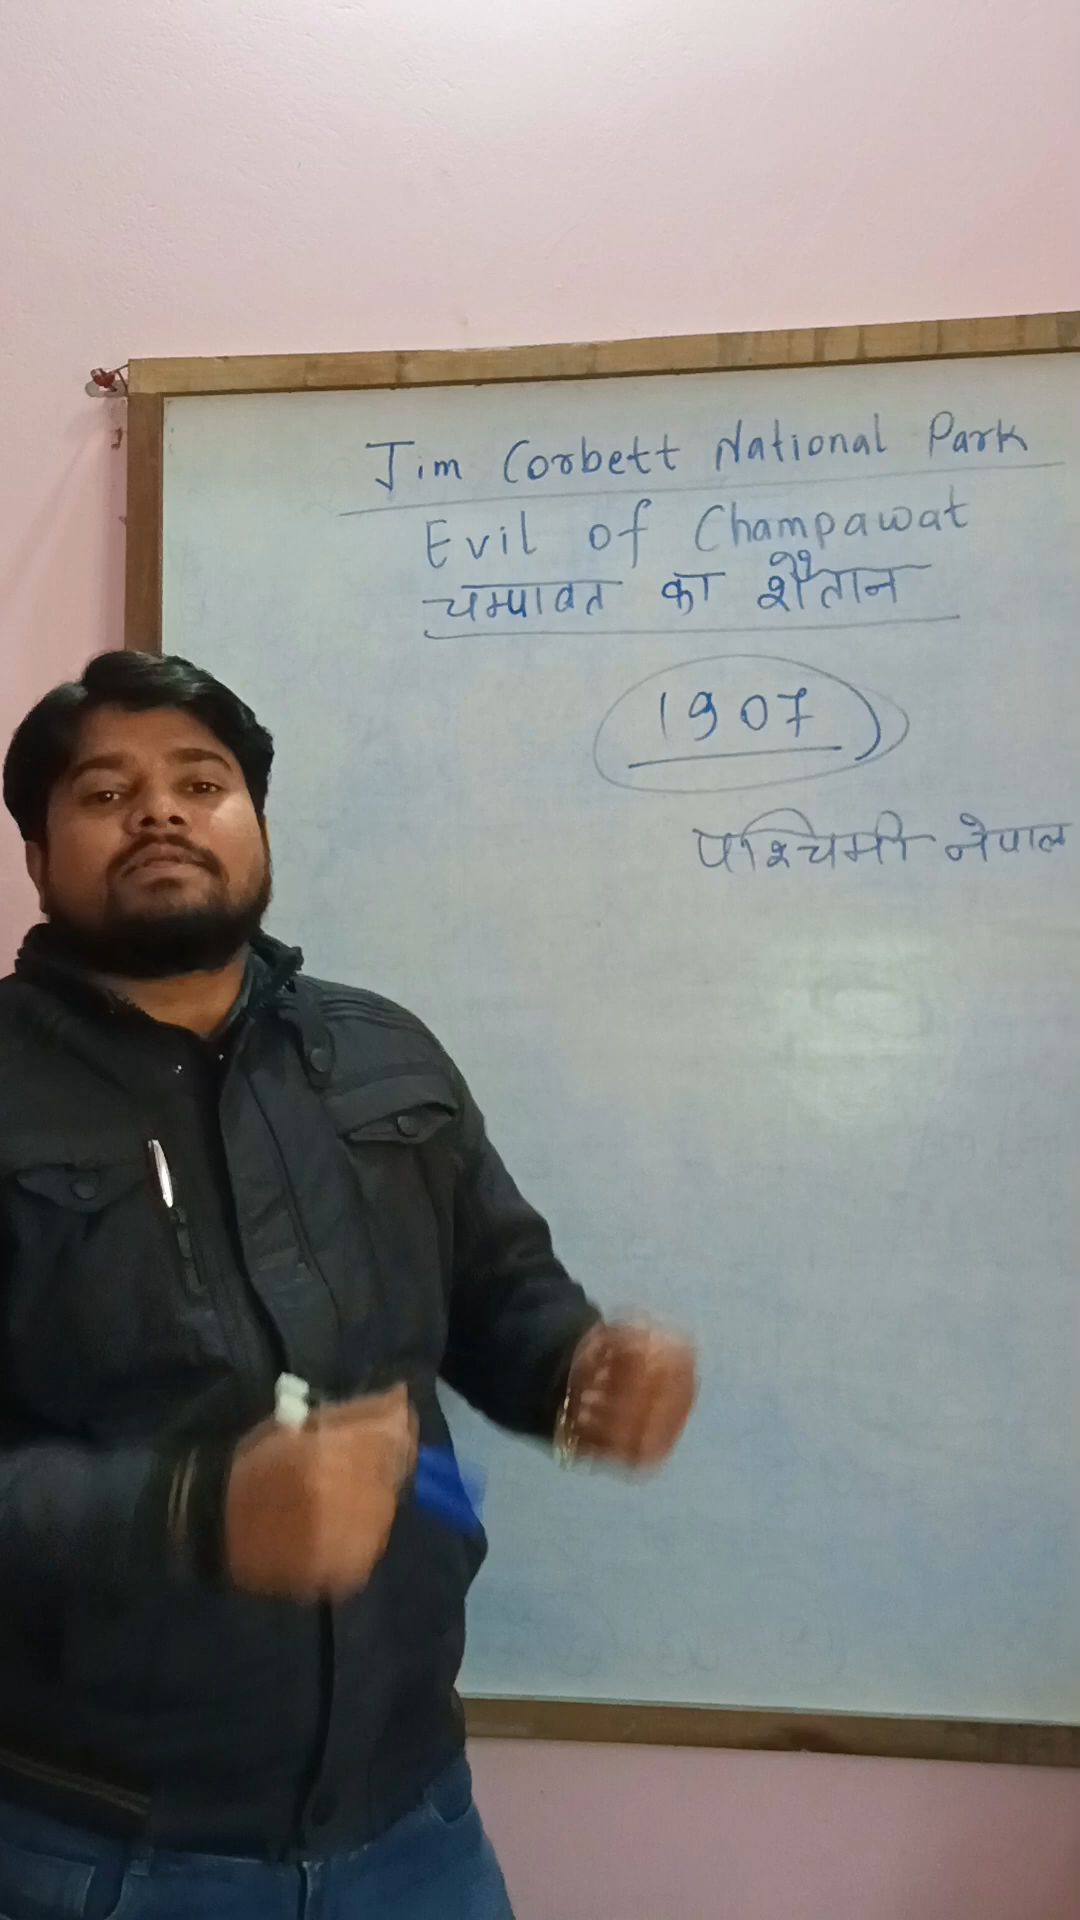 Jim Corbett National Park
Evil of Champawat
चम्पावत का शैतान
1907
पश्चिमी नेपाल